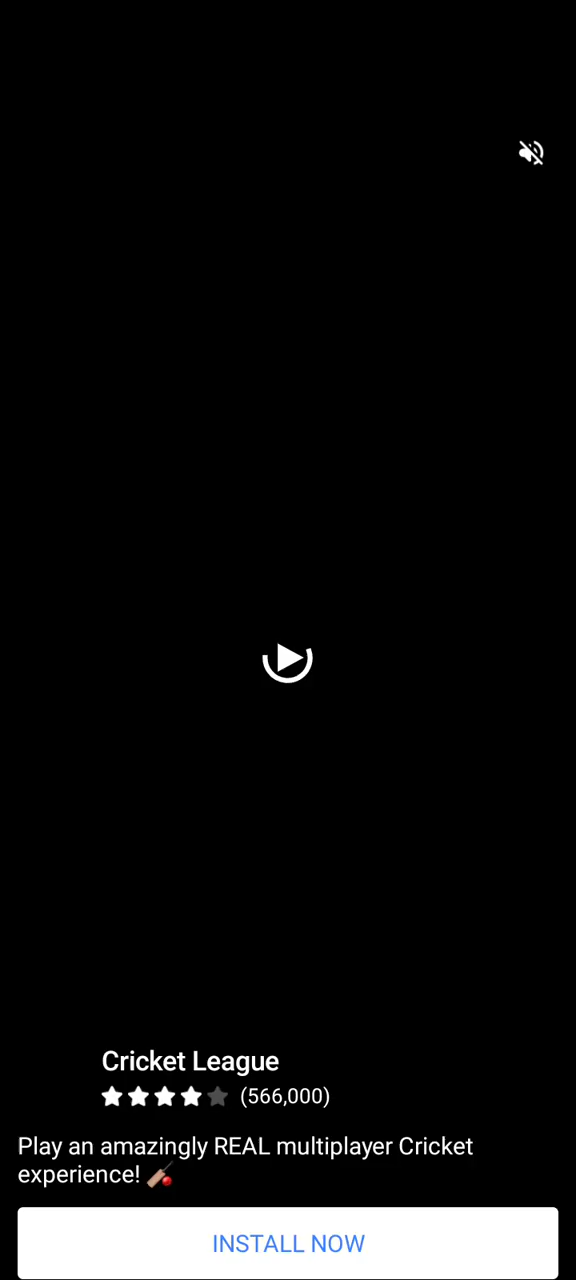 Cricket League
(566,000)
Play an amazingly REAL multiplayer Cricket
experience! 🏏
INSTALL NOW